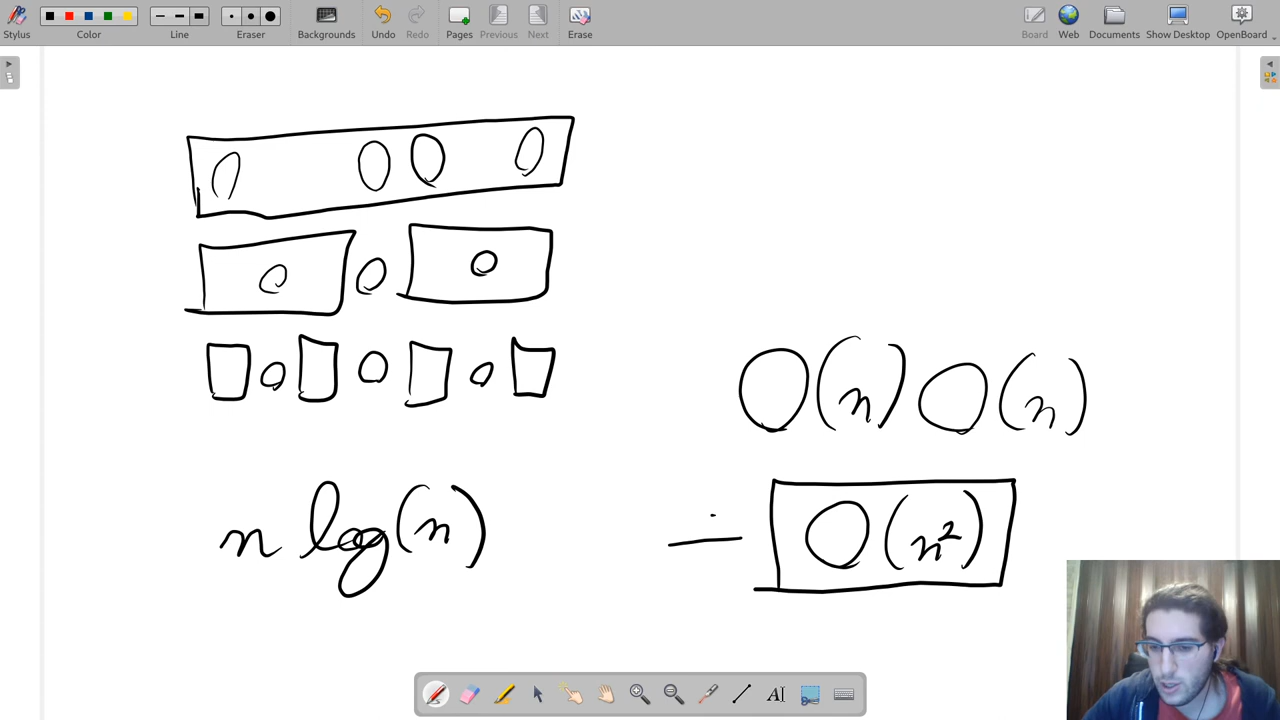 Stylus Color Line Eraser Backgrounds Undo Redo Pages Previous Next Erase Board Web Documents Show Desktop OpenBoard
O(n) O(n)
n log(n)
= O(n²)
AI